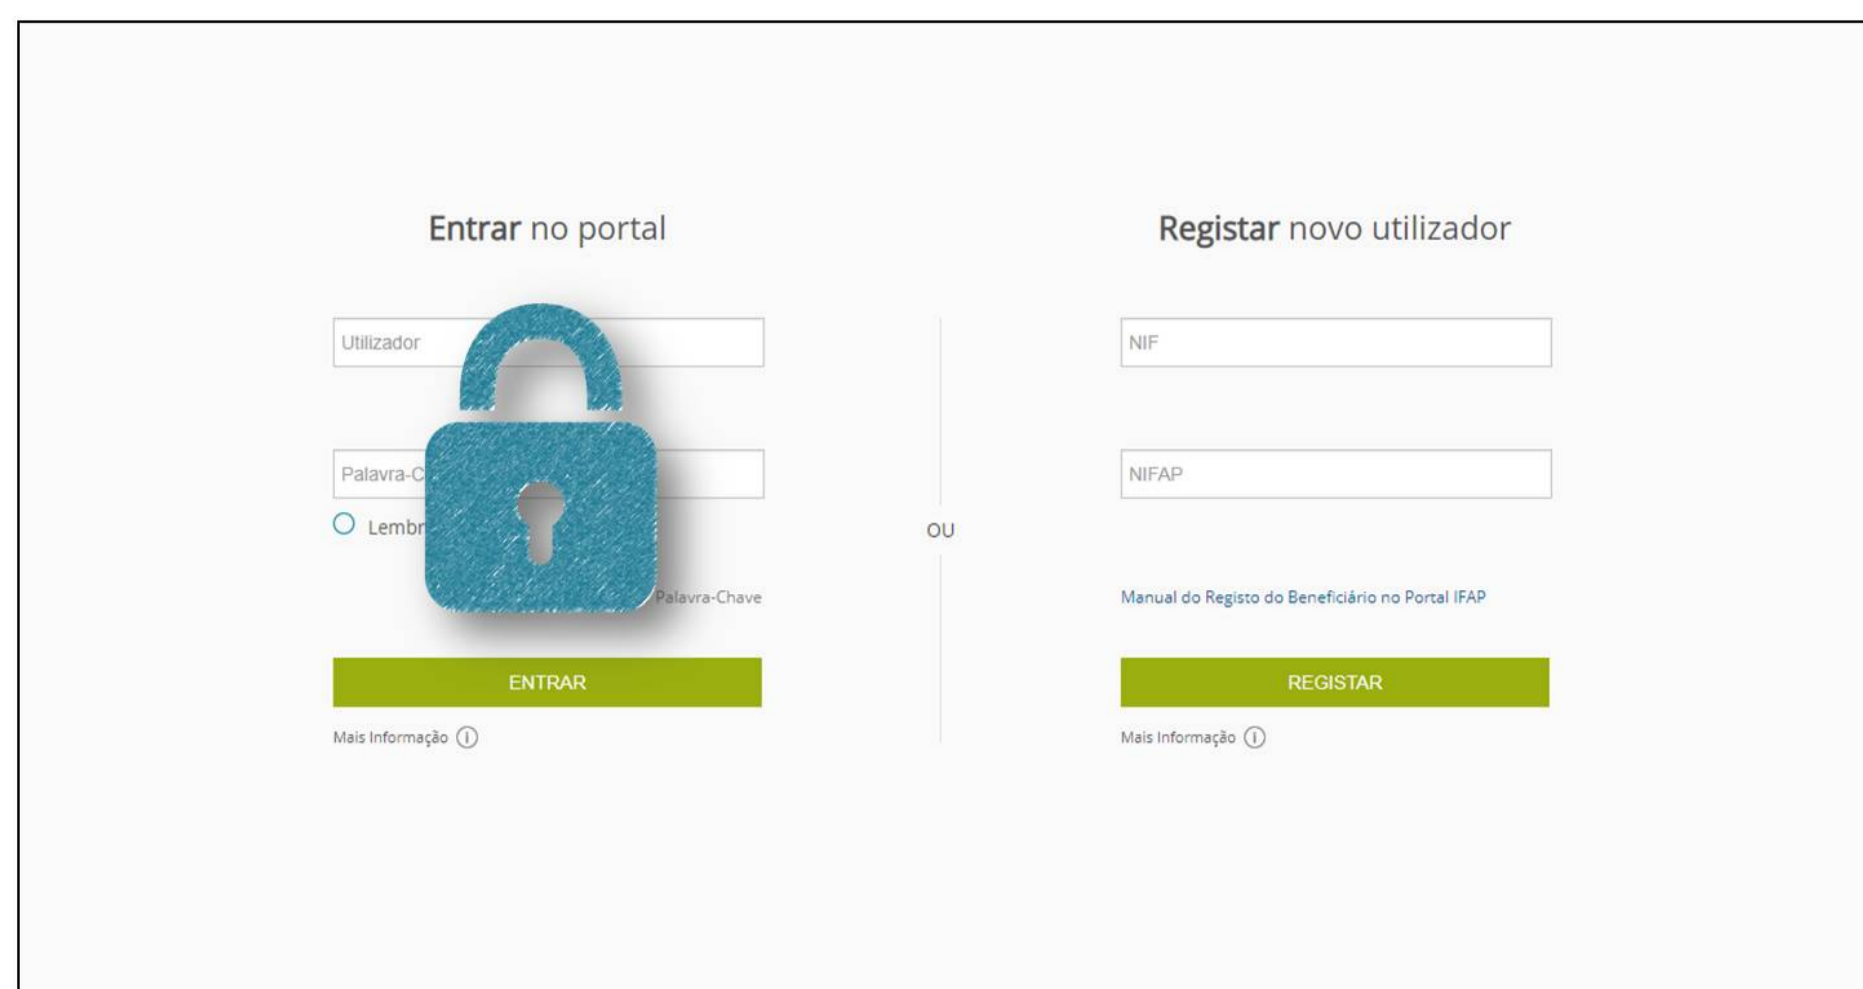 Entrar no portal
Utilizador
Palavra-C
Lembr
Palavra-Chave
ENTRAR
Mais Informação
OU
Registar novo utilizador
NIF
NIFAP
Manual do Registo do Beneficiário no Portal IFAP
REGISTAR
Mais Informação